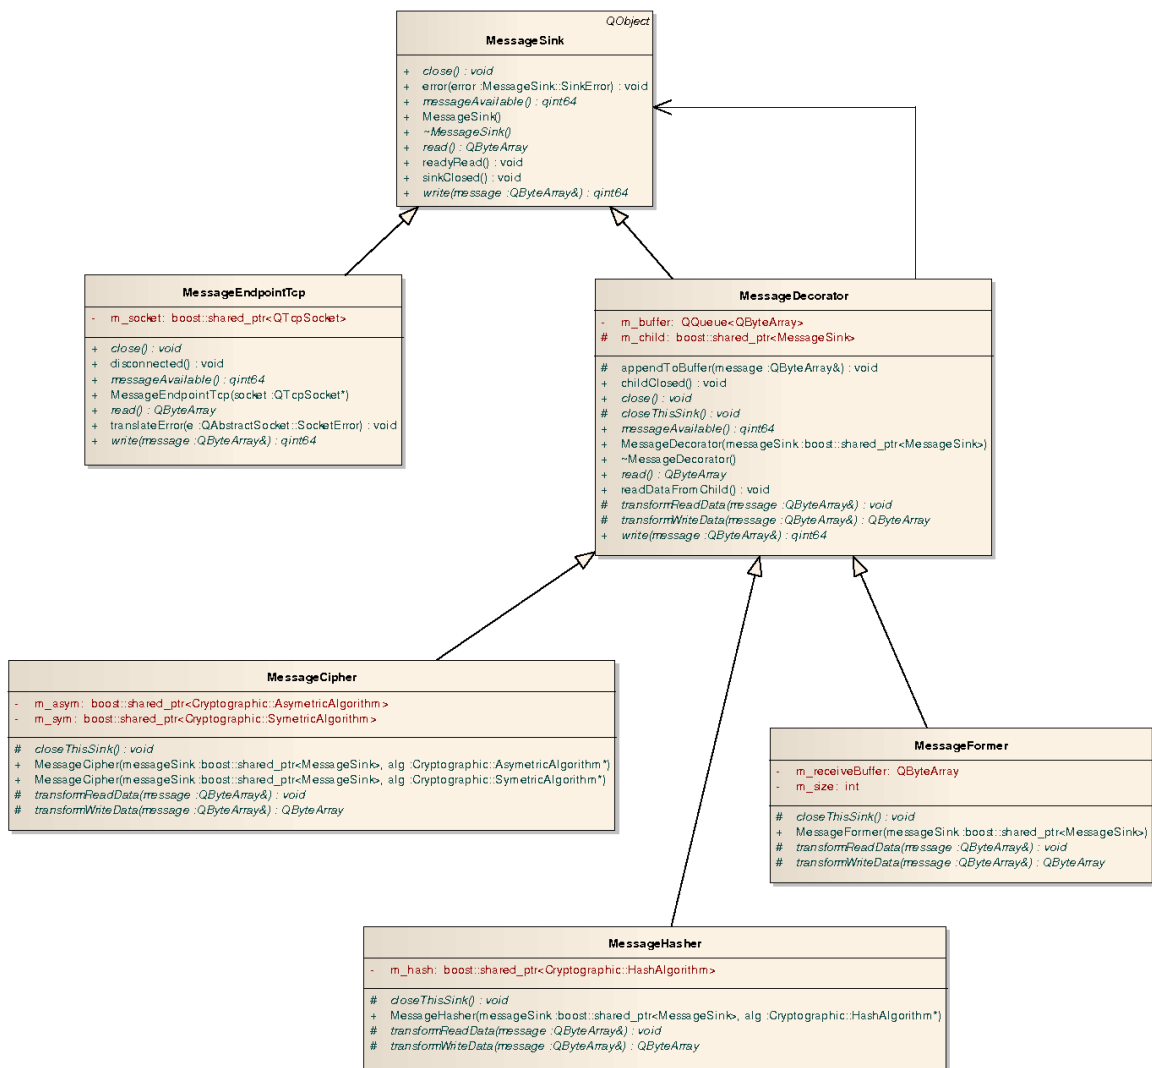 QObject
MessageSink
+ close() : void
+ error(error :MessageSink::SinkError) : void
+ messageAvailable() : qint64
+ MessageSink()
+ ~MessageSink()
+ read() : QByteArray
+ readyRead() : void
+ sinkClosed() : void
+ write(message :QByteArray&) : qint64
MessageEndpointTcp
- m_socket: boost::shared_ptr<QTcpSocket>
+ close() : void
+ disconnected() : void
+ messageAvailable() : qint64
+ MessageEndpointTcp(socket :QTcpSocket*)
+ read() : QByteArray
+ translateError(e :QAbstractSocket::SocketError) : void
+ write(message :QByteArray&) : qint64
MessageDecorator
- m_buffer: QQueue<QByteArray>
# m_child: boost::shared_ptr<MessageSink>
# appendToBuffer(message :QByteArray&) : void
+ childClosed() : void
+ close() : void
# closeThisSink() : void
+ messageAvailable() : qint64
+ MessageDecorator(messageSink :boost::shared_ptr<MessageSink>)
+ ~MessageDecorator()
+ read() : QByteArray
+ readDataFromChild() : void
# transformReadData(message :QByteArray&) : void
# transformWriteData(message :QByteArray&) : QByteArray
+ write(message :QByteArray&) : qint64
MessageCipher
- m_asym: boost::shared_ptr<Cryptographic::AsymetricAlgorithm>
- m_sym: boost::shared_ptr<Cryptographic::SymetricAlgorithm>
# closeThisSink() : void
+ MessageCipher(messageSink :boost::shared_ptr<MessageSink>, alg :Cryptographic::AsymetricAlgorithm*)
+ MessageCipher(messageSink :boost::shared_ptr<MessageSink>, alg :Cryptographic::SymetricAlgorithm*)
# transformReadData(message :QByteArray&) : void
# transformWriteData(message :QByteArray&) : QByteArray
MessageFormer
- m_receiveBuffer: QByteArray
- m_size: int
# closeThisSink() : void
+ MessageFormer(messageSink :boost::shared_ptr<MessageSink>)
# transformReadData(message :QByteArray&) : void
# transformWriteData(message :QByteArray&) : QByteArray
MessageHasher
- m_hash: boost::shared_ptr<Cryptographic::HashAlgorithm>
# closeThisSink() : void
+ MessageHasher(messageSink :boost::shared_ptr<MessageSink>, alg :Cryptographic::HashAlgorithm*)
# transformReadData(message :QByteArray&) : void
# transformWriteData(message :QByteArray&) : QByteArray